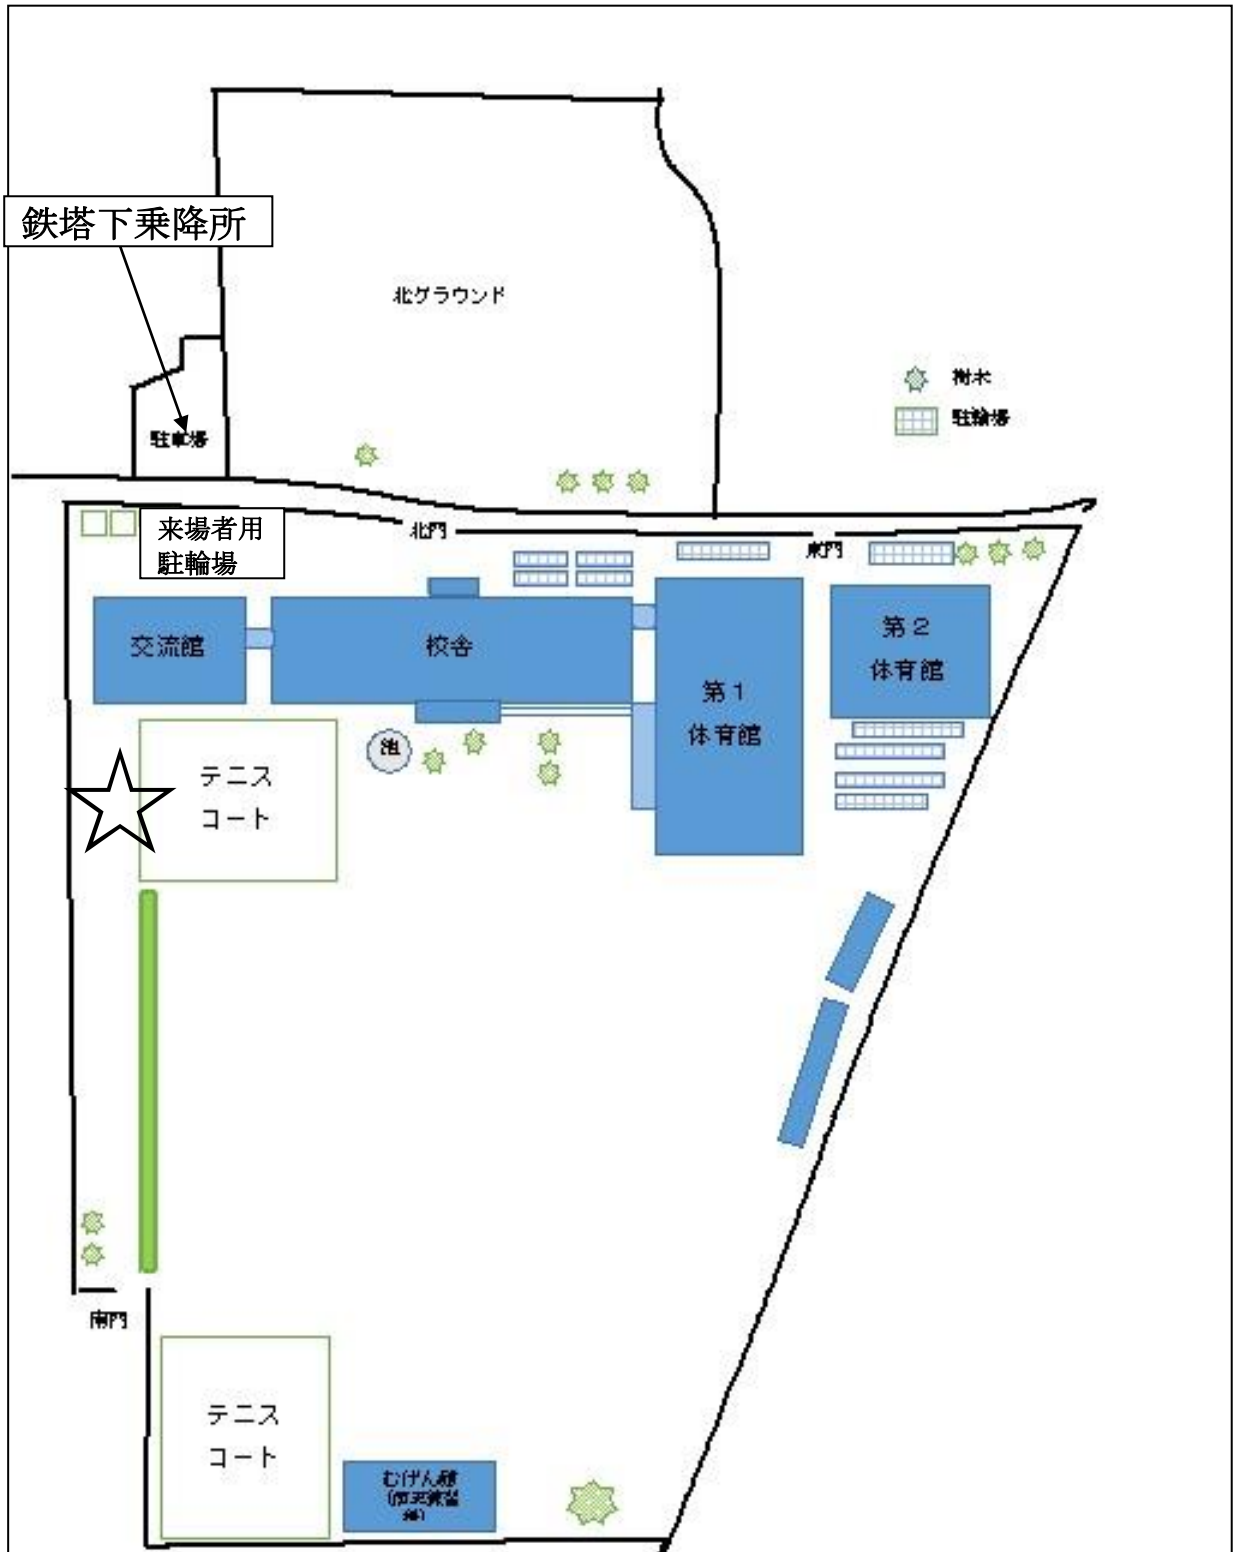 鉄塔下乗降所
北グラウンド
樹木
駐輪場
駐車場
来場者用
駐輪場
北門
東門
交流館
校舎
第1
体育館
第2
体育館
池
テニス
コート
南門
テニス
コート
むげん館